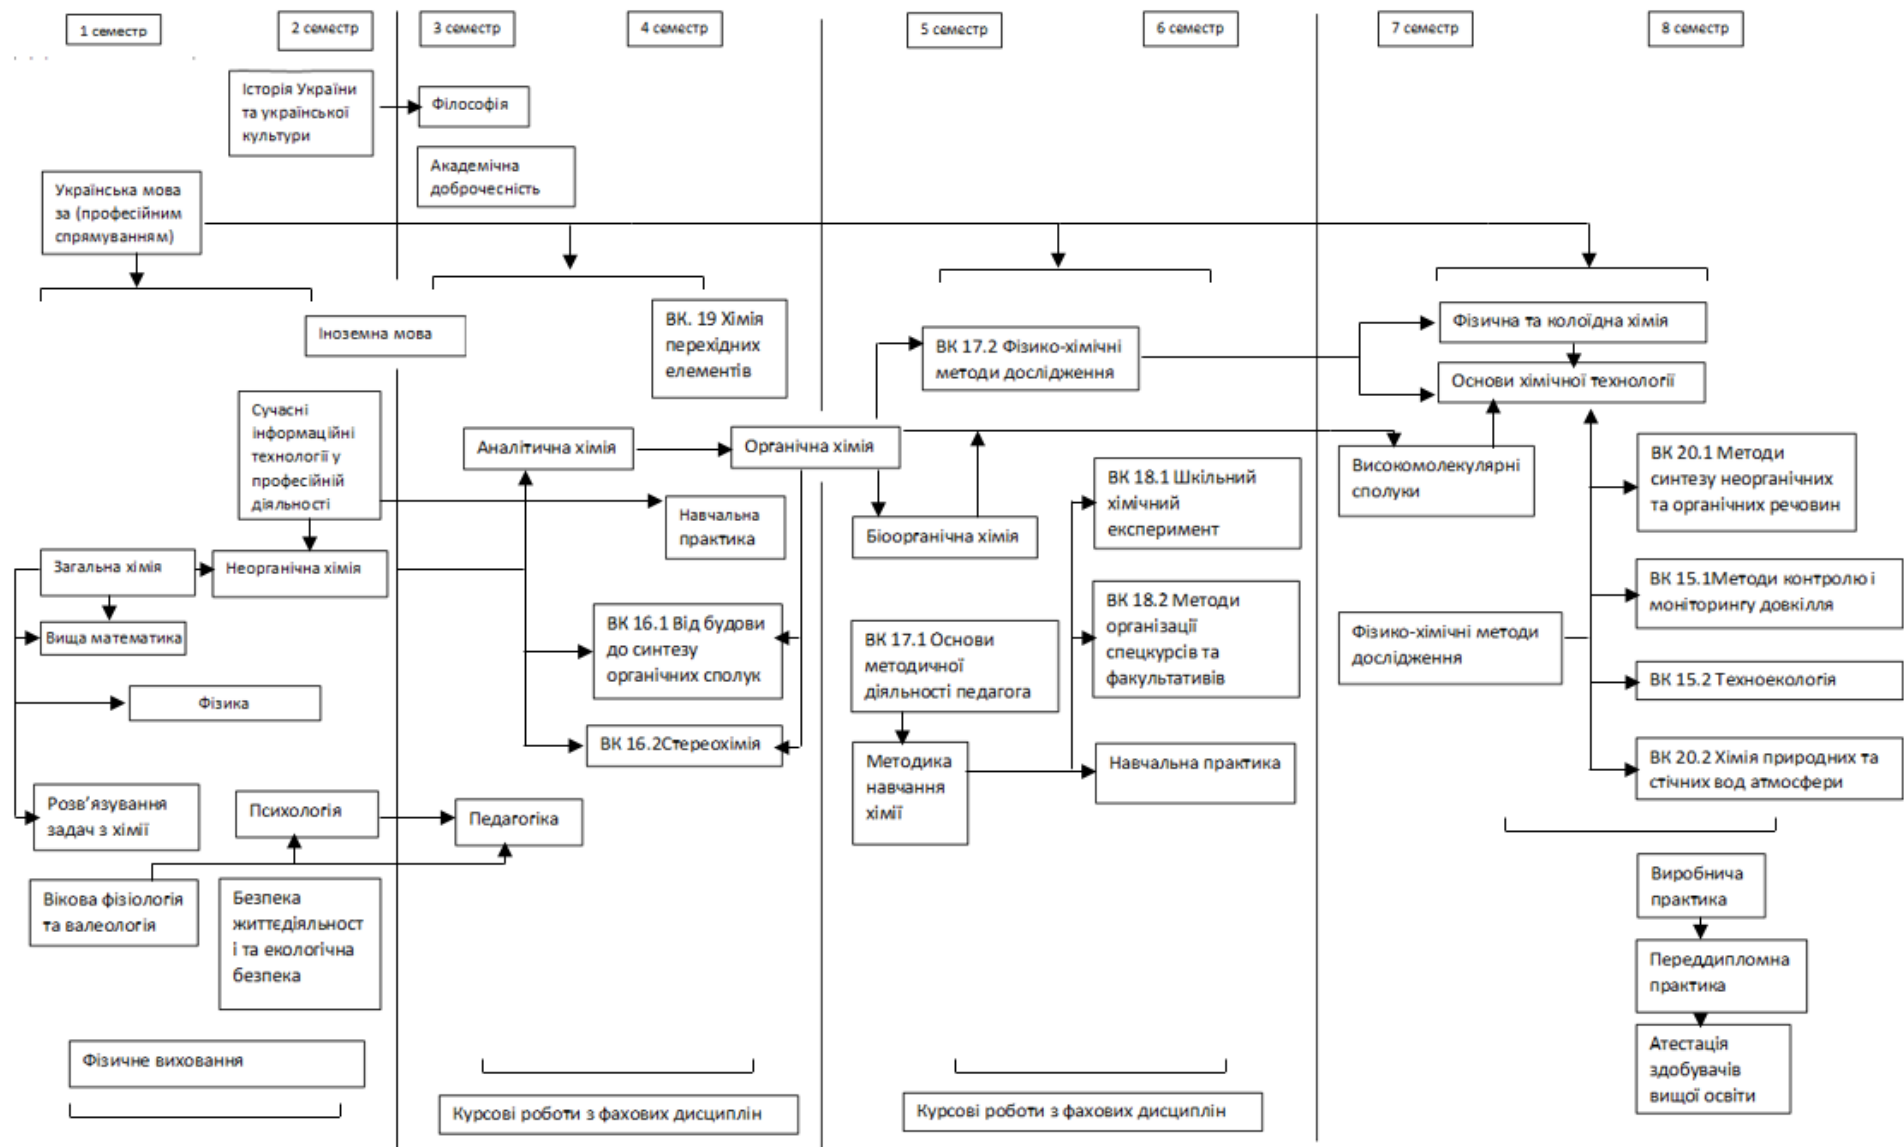 1 семестр
2 семестр
3 семестр
4 семестр
5 семестр
6 семестр
7 семестр
8 семестр
Історія України
та української
культури
Філософія
Академічна
доброчесність
Українська мова
за (професійним
спрямуванням)
Іноземна мова
ВК. 19 Хімія
перехідних
елементів
ВК 17.2 Фізико-хімічні
методи дослідження
Фізична та колоїдна хімія
Основи хімічної технології
Сучасні
інформаційні
технології у
професійній
діяльності
Аналітична хімія
Органічна хімія
Високомолекулярні
сполуки
ВК 20.1 Методи
синтезу неорганічних
та органічних речовин
ВК 18.1 Шкільний
хімічний
експеримент
Навчальна
практика
Біоорганічна хімія
Загальна хімія
Неорганічна хімія
ВК 15.1Методи контролю і
моніторингу довкілля
ВК 18.2 Методи
організації
спецкурсів та
факультативів
Вища математика
ВК 16.1 Від будови
до синтезу
органічних сполук
ВК 17.1 Основи
методичної
діяльності педагога
Фізико-хімічні методи
дослідження
ВК 15.2 Техноекологія
Фізика
ВК 16.2Стереохімія
Методика
навчання
хімії
Навчальна практика
ВК 20.2 Хімія природних та
стічних вод атмосфери
Розв’язування
задач з хімії
Психологія
Педагогіка
Вікова фізіологія
та валеологія
Безпека
життєдіяльност
і та екологічна
безпека
Виробнича
практика
Переддипломна
практика
Атестація
здобувачів
вищої освіти
Фізичне виховання
Курсові роботи з фахових дисциплін
Курсові роботи з фахових дисциплін